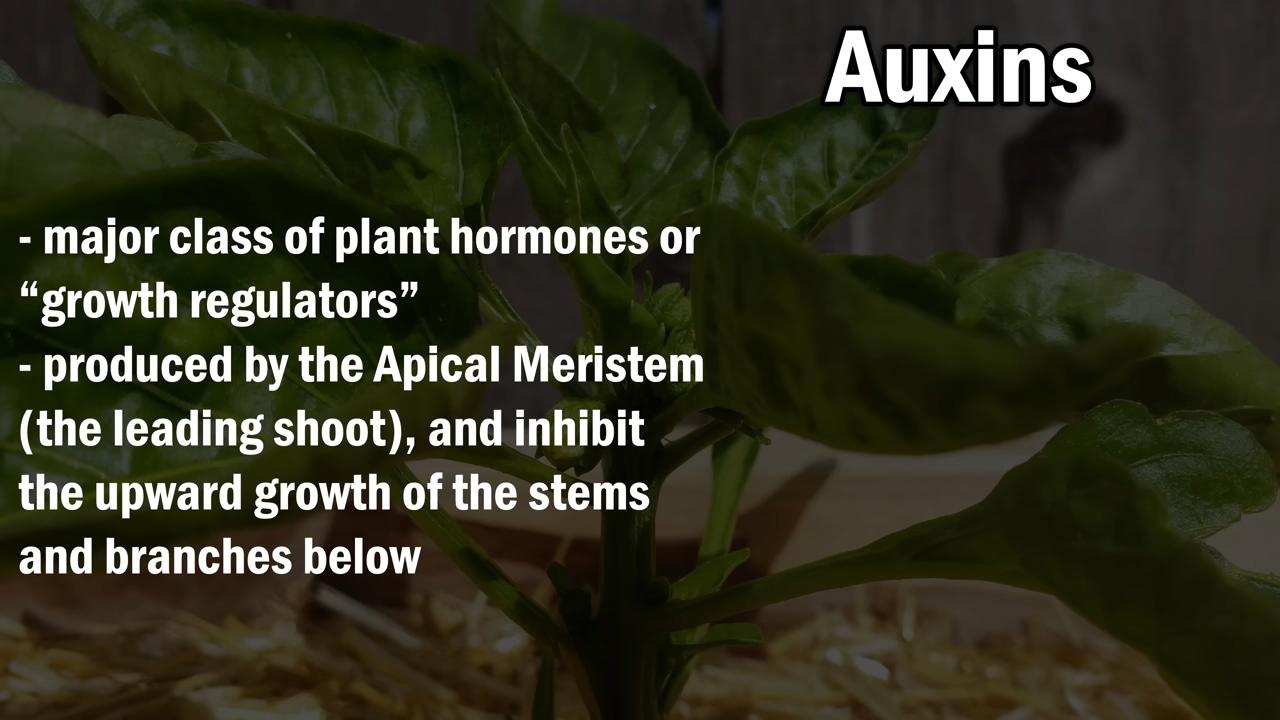 Auxins
- major class of plant hormones or
“growth regulators”
- produced by the Apical Meristem
(the leading shoot), and inhibit
the upward growth of the stems
and branches below